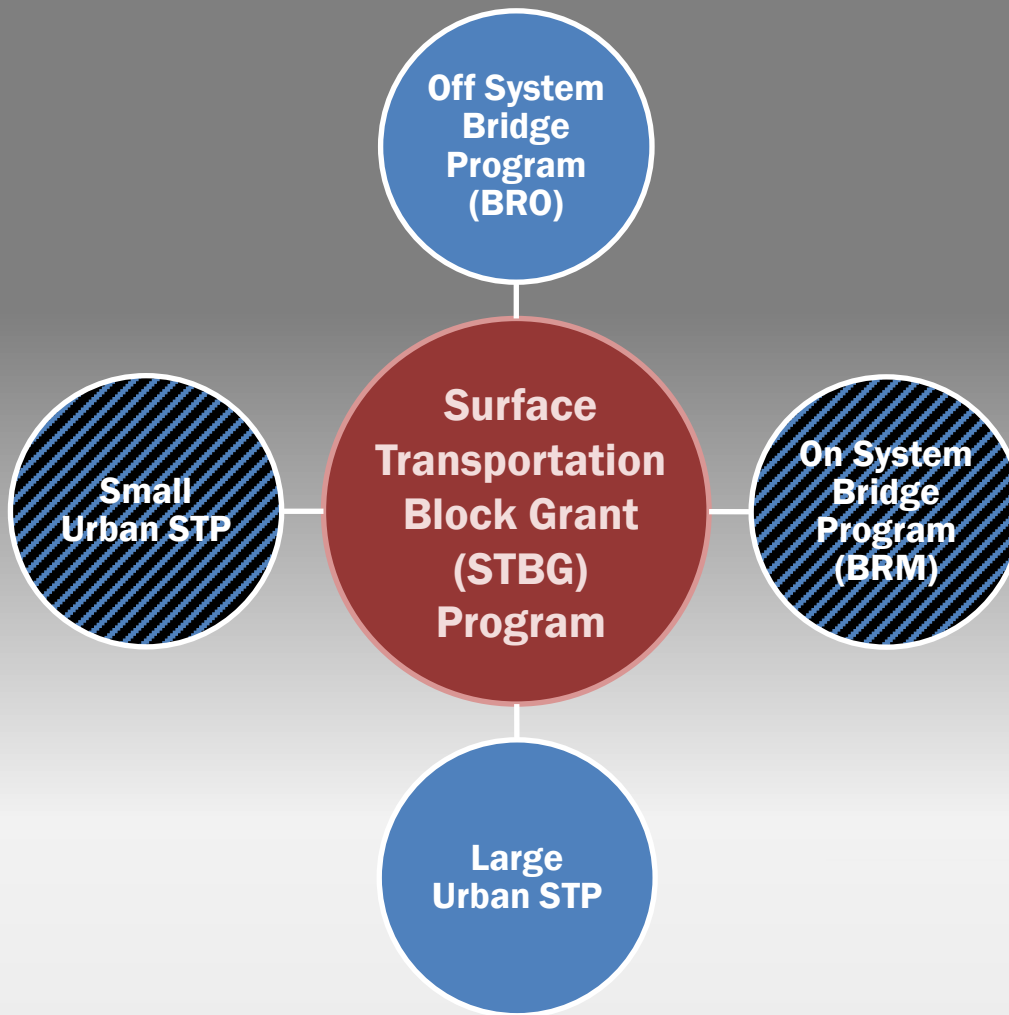 Off System
Bridge
Program
(BRO)
Surface
Transportation
Block Grant
(STBG)
Program
Small
Urban STP
On System
Bridge
Program
(BRM)
Large
Urban STP